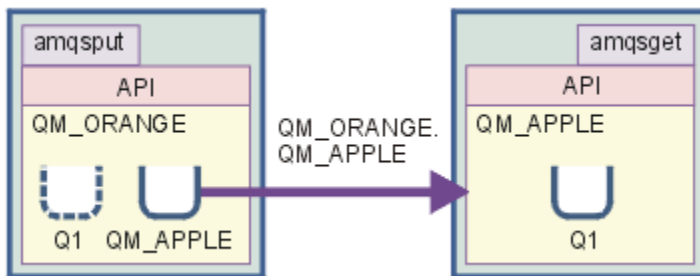 amqsput
API
QM_ORANGE
Q1
QM_APPLE
QM_ORANGE.
QM_APPLE
amqsget
API
QM_APPLE
Q1